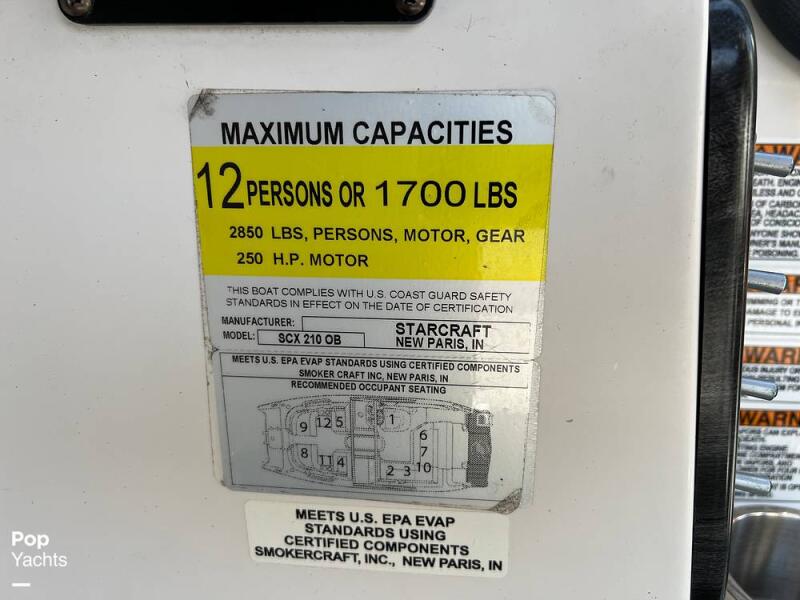 MAXIMUM CAPACITIES
12 PERSONS OR 1700 LBS
2850 LBS, PERSONS, MOTOR, GEAR
250 H.P. MOTOR
THIS BOAT COMPLIES WITH U.S. COAST GUARD SAFETY
STANDARDS IN EFFECT ON THE DATE OF CERTIFICATION
MANUFACTURER: STARCRAFT
MODEL: SCX 210 OB NEW PARIS, IN
MEETS U.S. EPA EVAP STANDARDS USING CERTIFIED COMPONENTS
SMOKER CRAFT INC, NEW PARIS, IN
RECOMMENDED OCCUPANT SEATING
9 12 5 1
6
8 7
11 4 2 3 10
MEETS U.S. EPA EVAP
STANDARDS USING
CERTIFIED COMPONENTS
SMOKERCRAFT, INC., NEW PARIS, IN
Pop
Yachts
WARN
WARNI
WARN